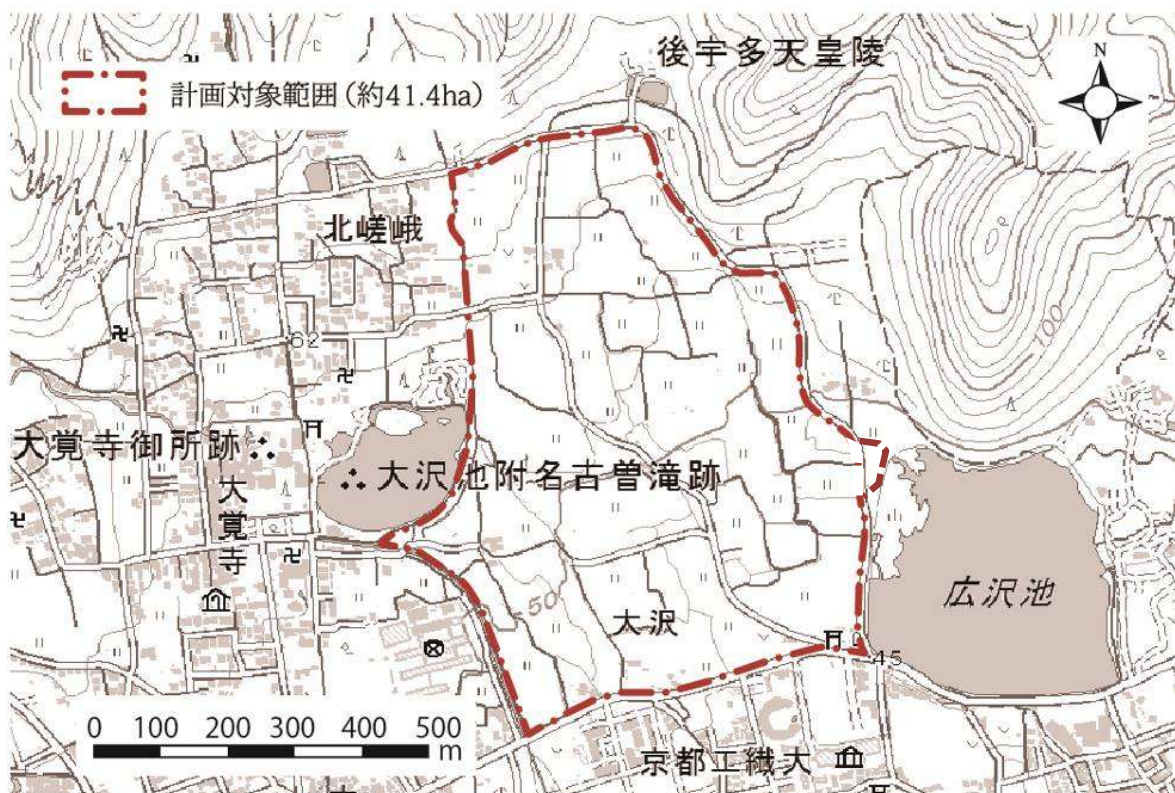 後宇多天皇陵
N
計画対象範囲（約41.4ha）
北嵯峨
62
100
大覚寺御所跡
大沢池附名古曽滝跡
大覚寺
50
大沢
広沢池
45
0 100 200 300 400 500
m
京都工繊大